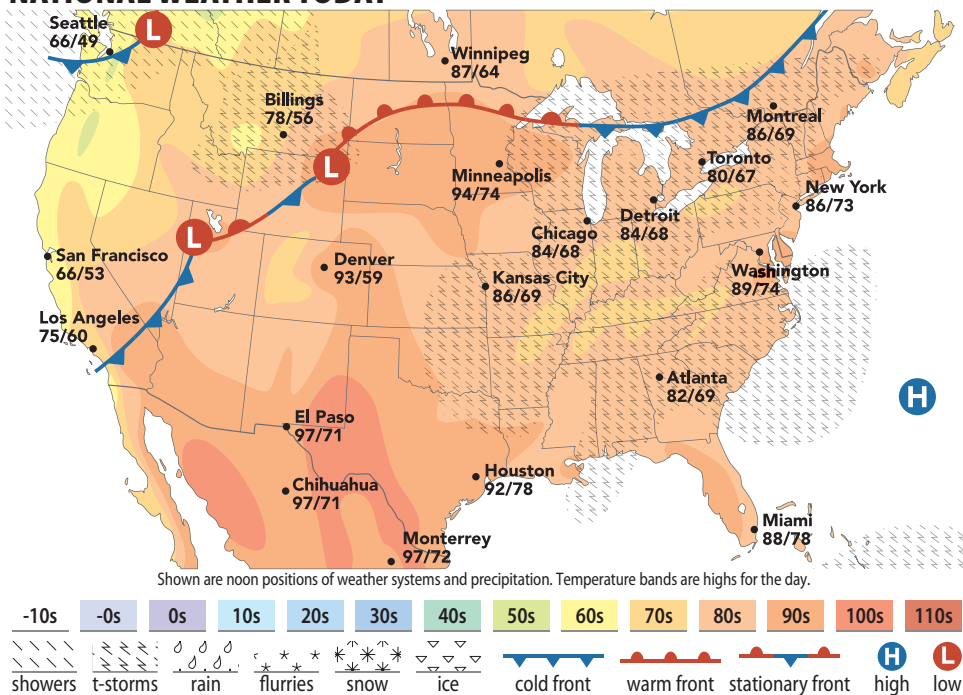 NATIONAL WEATHER TODAY
Seattle
66/49
L
Winnipeg
87/64
Billings
78/56
Montreal
86/69
L
Minneapolis
94/74
Toronto
80/67
New York
86/73
Detroit
84/68
Chicago
84/68
L
San Francisco
66/53
Denver
93/59
Kansas City
86/69
Washington
89/74
Los Angeles
75/60
Atlanta
82/69
H
El Paso
97/71
Houston
92/78
Chihuahua
97/71
Miami
88/78
Monterrey
97/72
Shown are noon positions of weather systems and precipitation. Temperature bands are highs for the day.
-10s -0s 0s 10s 20s 30s 40s 50s 60s 70s 80s 90s 100s 110s
H L
showers t-storms rain flurries snow ice cold front warm front stationary front high low